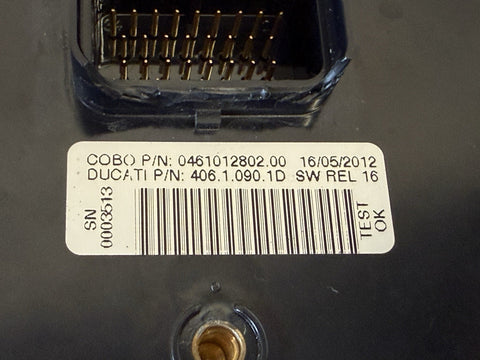 COBO P/N: 0461012802.00 16/05/2012
DUCATI P/N: 406.1.090.1D SW REL 16
SN 0003513
TEST OK